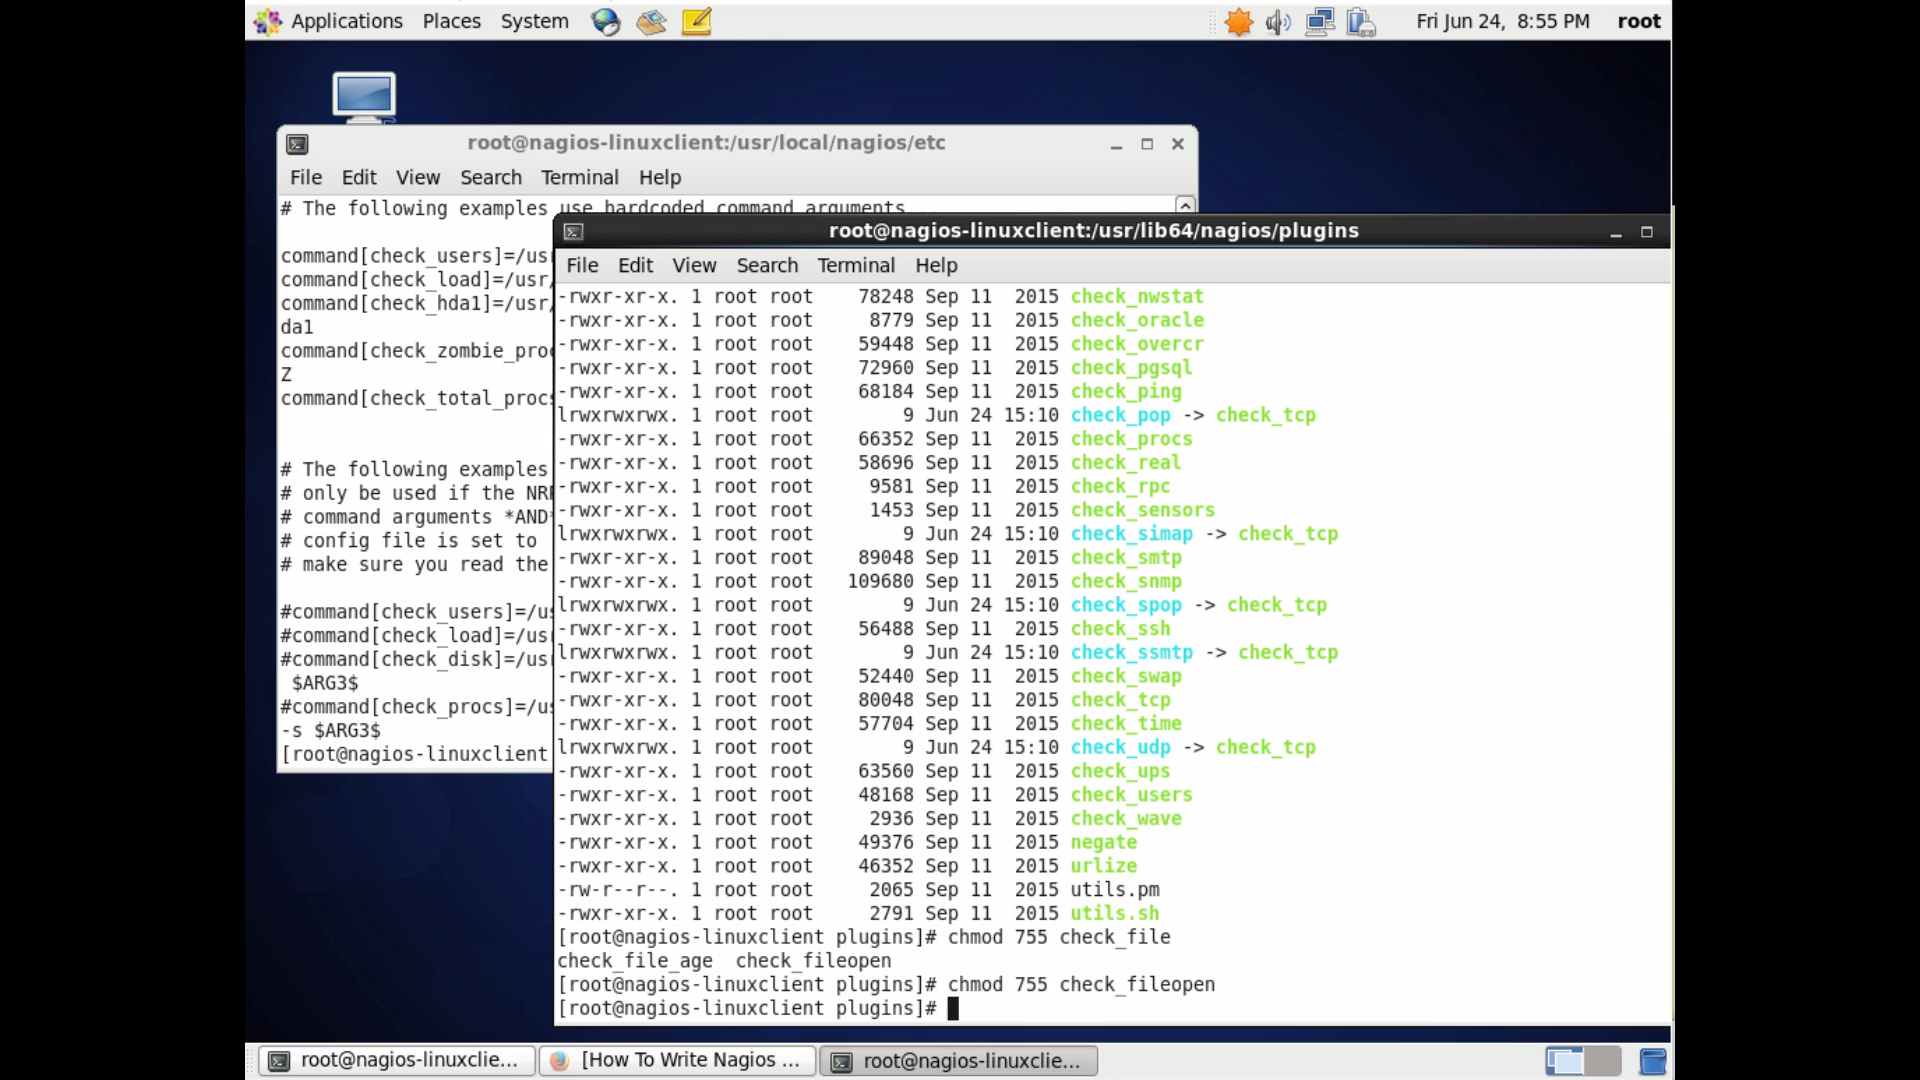 Applications Places System Fri Jun 24, 8:55 PM root
root@nagios-linuxclient:/usr/local/nagios/etc
File Edit View Search Terminal Help
# The following examples use hardcoded command arguments...
command[check_users]=/usr
command[check_load]=/usr/
command[check_hda1]=/usr/
da1
command[check_zombie_proc
Z
command[check_total_procs
# The following examples
# only be used if the NRP
# command arguments *AND*
# config file is set to
# make sure you read the
#command[check_users]=/us
#command[check_load]=/usr
#command[check_disk]=/usr
$ARG3$
#command[check_procs]=/us
-s $ARG3$
[root@nagios-linuxclient
root@nagios-linuxclient:/usr/lib64/nagios/plugins
File Edit View Search Terminal Help
-rwxr-xr-x. 1 root root 78248 Sep 11 2015 check_nwstat
-rwxr-xr-x. 1 root root 8779 Sep 11 2015 check_oracle
-rwxr-xr-x. 1 root root 59448 Sep 11 2015 check_overcr
-rwxr-xr-x. 1 root root 72960 Sep 11 2015 check_pgsql
-rwxr-xr-x. 1 root root 68184 Sep 11 2015 check_ping
lrwxrwxrwx. 1 root root 9 Jun 24 15:10 check_pop -> check_tcp
-rwxr-xr-x. 1 root root 66352 Sep 11 2015 check_procs
-rwxr-xr-x. 1 root root 58696 Sep 11 2015 check_real
-rwxr-xr-x. 1 root root 9581 Sep 11 2015 check_rpc
-rwxr-xr-x. 1 root root 1453 Sep 11 2015 check_sensors
lrwxrwxrwx. 1 root root 9 Jun 24 15:10 check_simap -> check_tcp
-rwxr-xr-x. 1 root root 89048 Sep 11 2015 check_smtp
-rwxr-xr-x. 1 root root 109680 Sep 11 2015 check_snmp
lrwxrwxrwx. 1 root root 9 Jun 24 15:10 check_spop -> check_tcp
-rwxr-xr-x. 1 root root 56488 Sep 11 2015 check_ssh
lrwxrwxrwx. 1 root root 9 Jun 24 15:10 check_ssmtp -> check_tcp
-rwxr-xr-x. 1 root root 52440 Sep 11 2015 check_swap
-rwxr-xr-x. 1 root root 80048 Sep 11 2015 check_tcp
-rwxr-xr-x. 1 root root 57704 Sep 11 2015 check_time
lrwxrwxrwx. 1 root root 9 Jun 24 15:10 check_udp -> check_tcp
-rwxr-xr-x. 1 root root 63560 Sep 11 2015 check_ups
-rwxr-xr-x. 1 root root 48168 Sep 11 2015 check_users
-rwxr-xr-x. 1 root root 2936 Sep 11 2015 check_wave
-rwxr-xr-x. 1 root root 49376 Sep 11 2015 negate
-rwxr-xr-x. 1 root root 46352 Sep 11 2015 urlize
-rw-r--r--. 1 root root 2065 Sep 11 2015 utils.pm
-rwxr-xr-x. 1 root root 2791 Sep 11 2015 utils.sh
[root@nagios-linuxclient plugins]# chmod 755 check_file
check_file_age check_fileopen
[root@nagios-linuxclient plugins]# chmod 755 check_fileopen
[root@nagios-linuxclient plugins]#
root@nagios-linuxclie... [How To Write Nagios ... root@nagios-linuxclie...